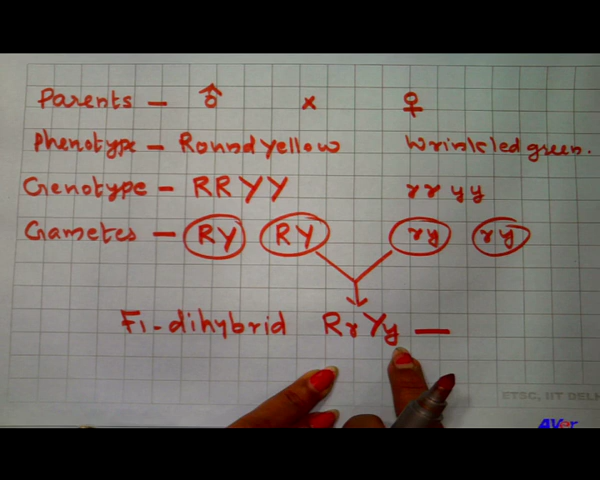 Parents - ♂ × ♀
Phenotype - Round yellow Wrinkled green.
Genotype - RRYY rryy
Gametes - RY RY ry ry
F1-dihybrid RrYy -
ETSC, IIT DELH
AVer